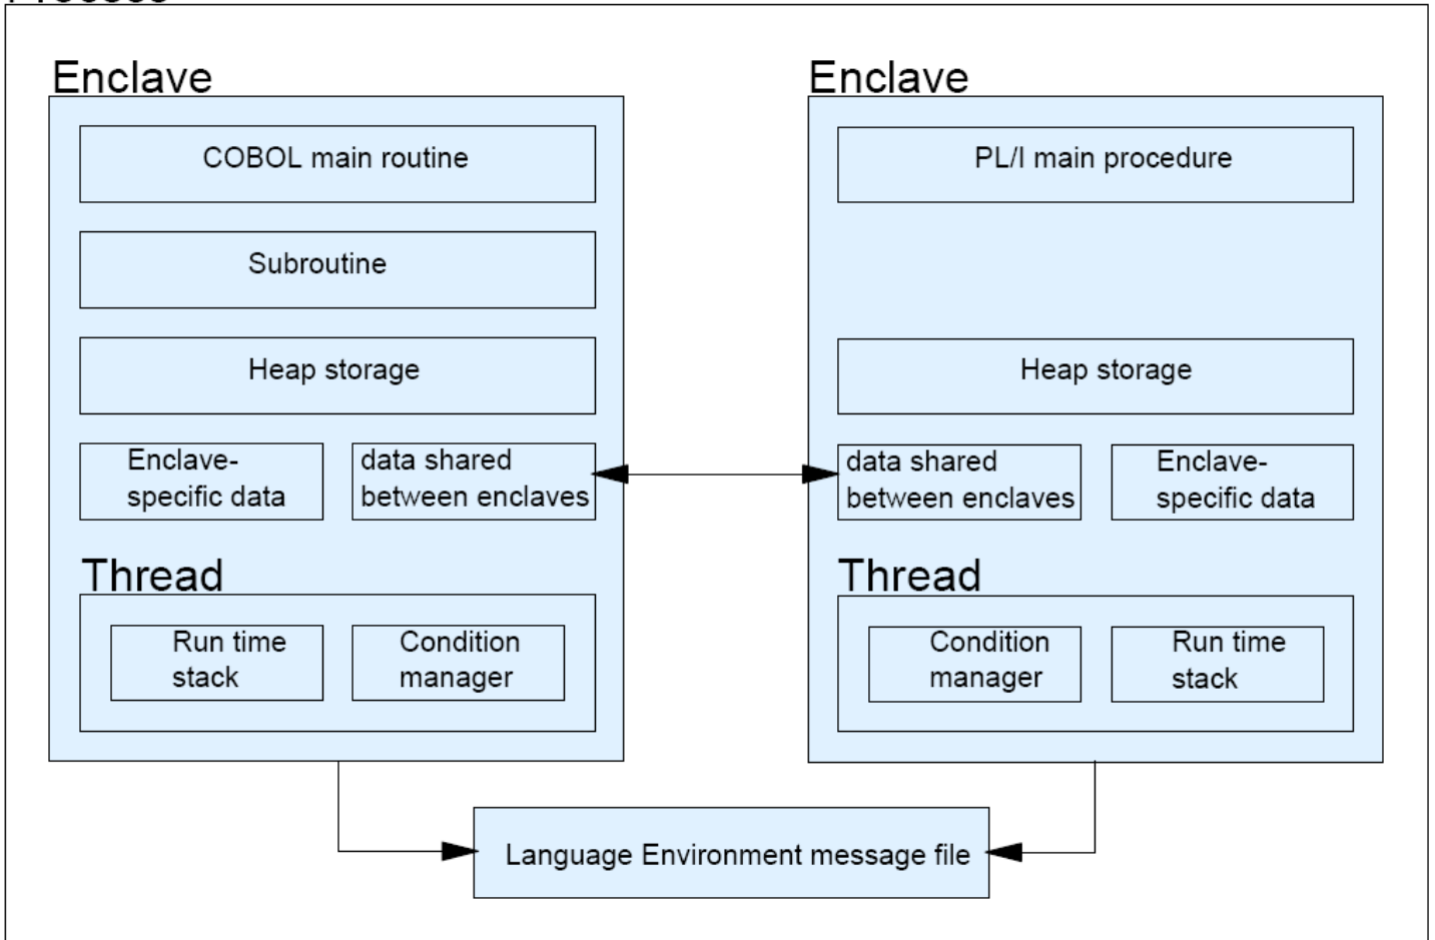 Process
Enclave
COBOL main routine
Subroutine
Heap storage
Enclave-
specific data
data shared
between enclaves
Thread
Run time
stack
Condition
manager
Enclave
PL/I main procedure
Heap storage
data shared
between enclaves
Enclave-
specific data
Thread
Condition
manager
Run time
stack
Language Environment message file